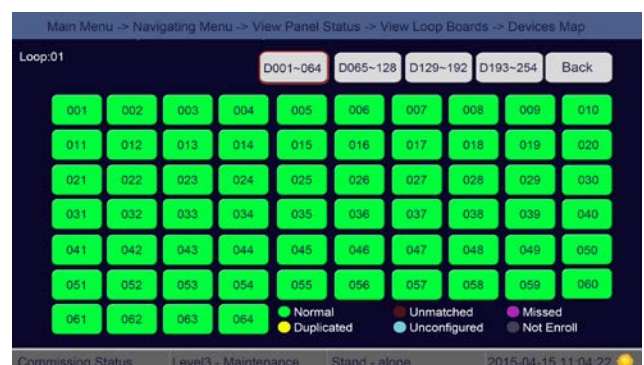 Main Menu -> Navigating Menu -> View Panel Status -> View Loop Boards -> Devices Map
Loop:01
D001~064 D065~128 D129~192 D193~254 Back
001 002 003 004 005 006 007 008 009 010
011 012 013 014 015 016 017 018 019 020
021 022 023 024 025 026 027 028 029 030
031 032 033 034 035 036 037 038 039 040
041 042 043 044 045 046 047 048 049 050
051 052 053 054 055 056 057 058 059 060
061 062 063 064 Normal Unmatched Missed
Duplicated Unconfigured Not Enroll
Commission Status Level3 - Maintenance Stand - alone 2015-04-15 11:04:22